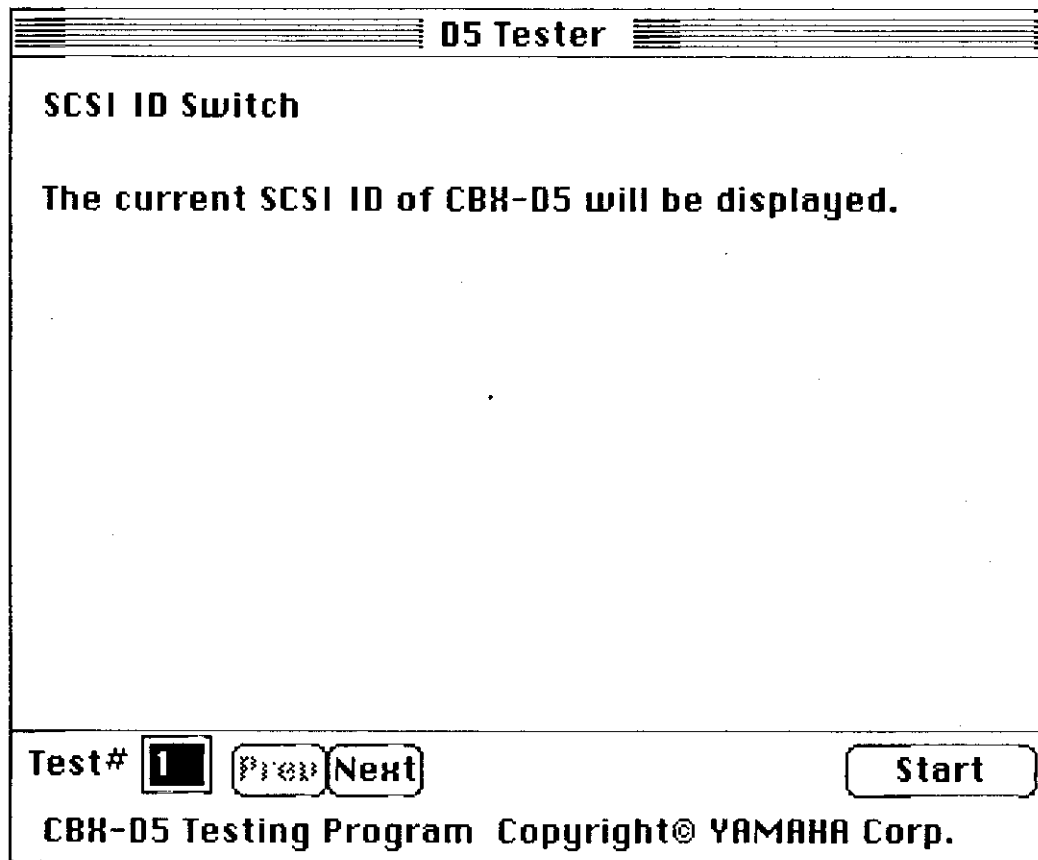 D5 Tester
SCSI ID Switch
The current SCSI ID of CBX-D5 will be displayed.
Test# 1 Prev Next Start
CBX-D5 Testing Program Copyright© YAMAHA Corp.